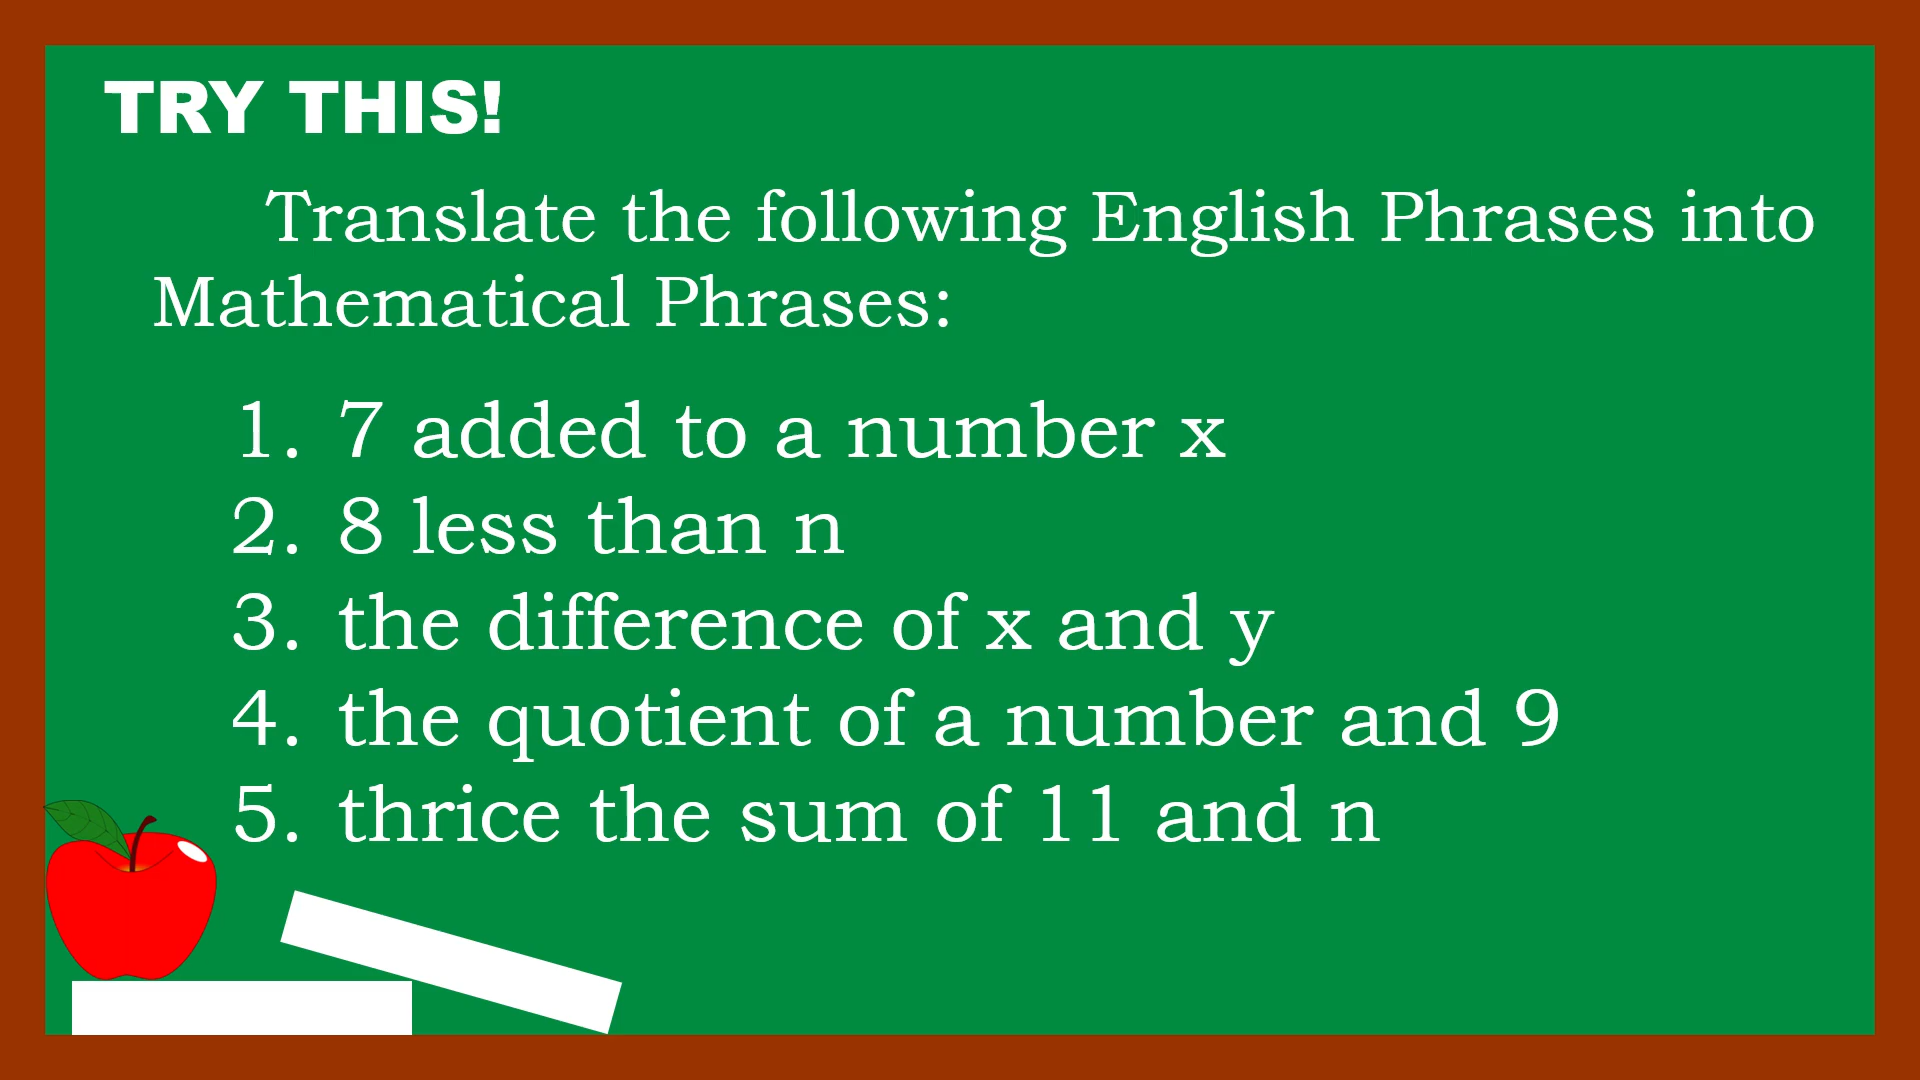 TRY THIS!
Translate the following English Phrases into
Mathematical Phrases:
1. 7 added to a number x
2. 8 less than n
3. the difference of x and y
4. the quotient of a number and 9
5. thrice the sum of 11 and n